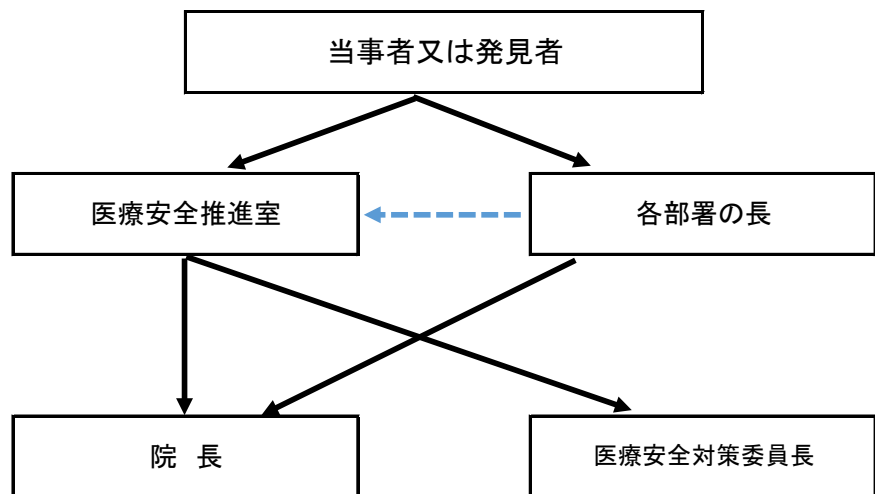 当事者又は発見者
医療安全推進室
各部署の長
院　長
医療安全対策委員長